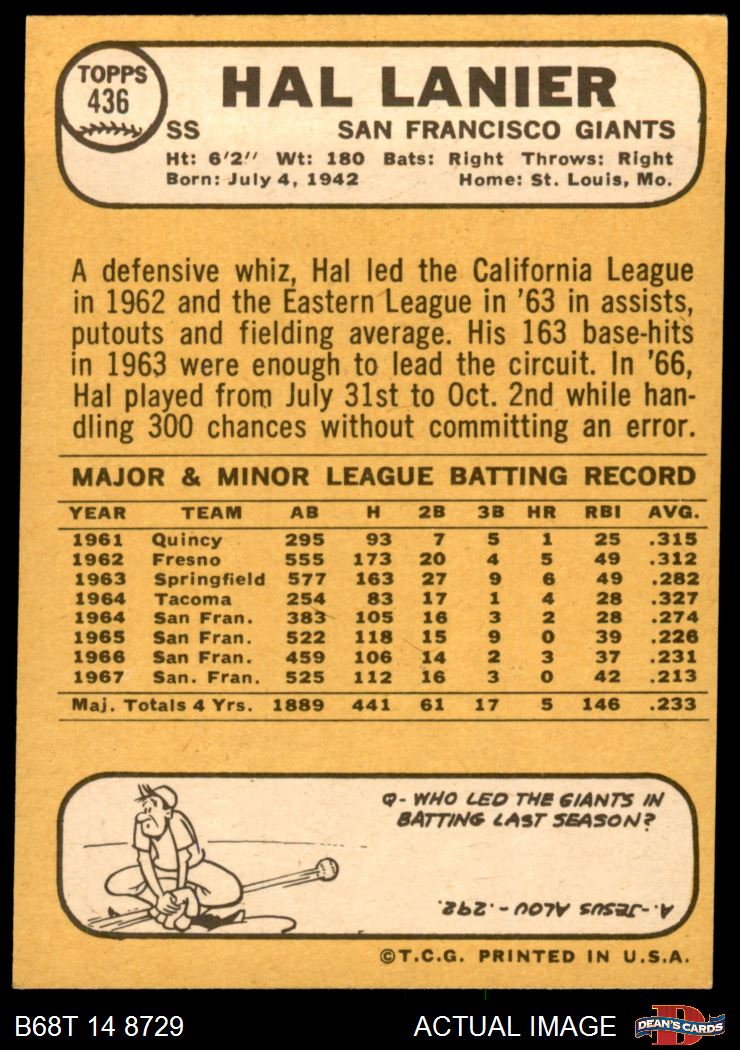 TOPPS
436
HAL LANIER
SS SAN FRANCISCO GIANTS
Ht: 6'2" Wt: 180 Bats: Right Throws: Right
Born: July 4, 1942 Home: St. Louis, Mo.
A defensive whiz, Hal led the California League
in 1962 and the Eastern League in '63 in assists,
putouts and fielding average. His 163 base-hits
in 1963 were enough to lead the circuit. In '66,
Hal played from July 31st to Oct. 2nd while han-
dling 300 chances without committing an error.
MAJOR & MINOR LEAGUE BATTING RECORD
YEAR TEAM AB H 2B 3B HR RBI AVG.
1961 Quincy 295 93 7 5 1 25 .315
1962 Fresno 555 173 20 4 5 49 .312
1963 Springfield 577 163 27 9 6 49 .282
1964 Tacoma 254 83 17 1 4 28 .327
1964 San Fran. 383 105 16 3 2 28 .274
1965 San Fran. 522 118 15 9 0 39 .226
1966 San Fran. 459 106 14 2 3 37 .231
1967 San. Fran. 525 112 16 3 0 42 .213
Maj. Totals 4 Yrs. 1889 441 61 17 5 146 .233
Q- WHO LED THE GIANTS IN
BATTING LAST SEASON?
A.- JESUS ALOU -.292.
©T.C.G. PRINTED IN U.S.A.
B68T 14 8729 ACTUAL IMAGE
D
DEAN'S CARDS